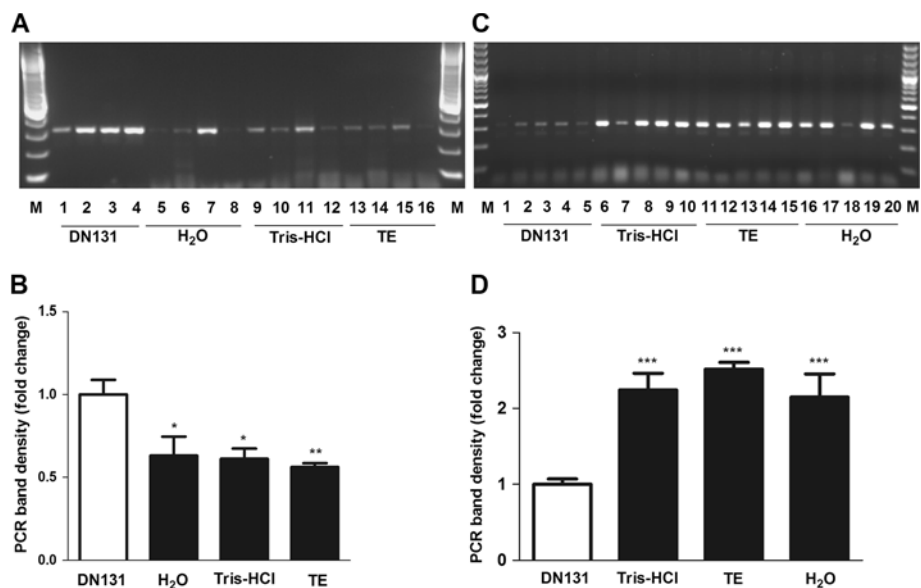 A
M 1 2 3 4 5 6 7 8 9 10 11 12 13 14 15 16 M
DN131 H₂O Tris-HCl TE
C
M 1 2 3 4 5 6 7 8 9 10 11 12 13 14 15 16 17 18 19 20 M
DN131 Tris-HCl TE H₂O
B
PCR band density (fold change)
1.5
1.0
0.5
0.0
* * **
DN131 H₂O Tris-HCl TE
D
PCR band density (fold change)
3
2
1
0
*** *** ***
DN131 Tris-HCl TE H₂O